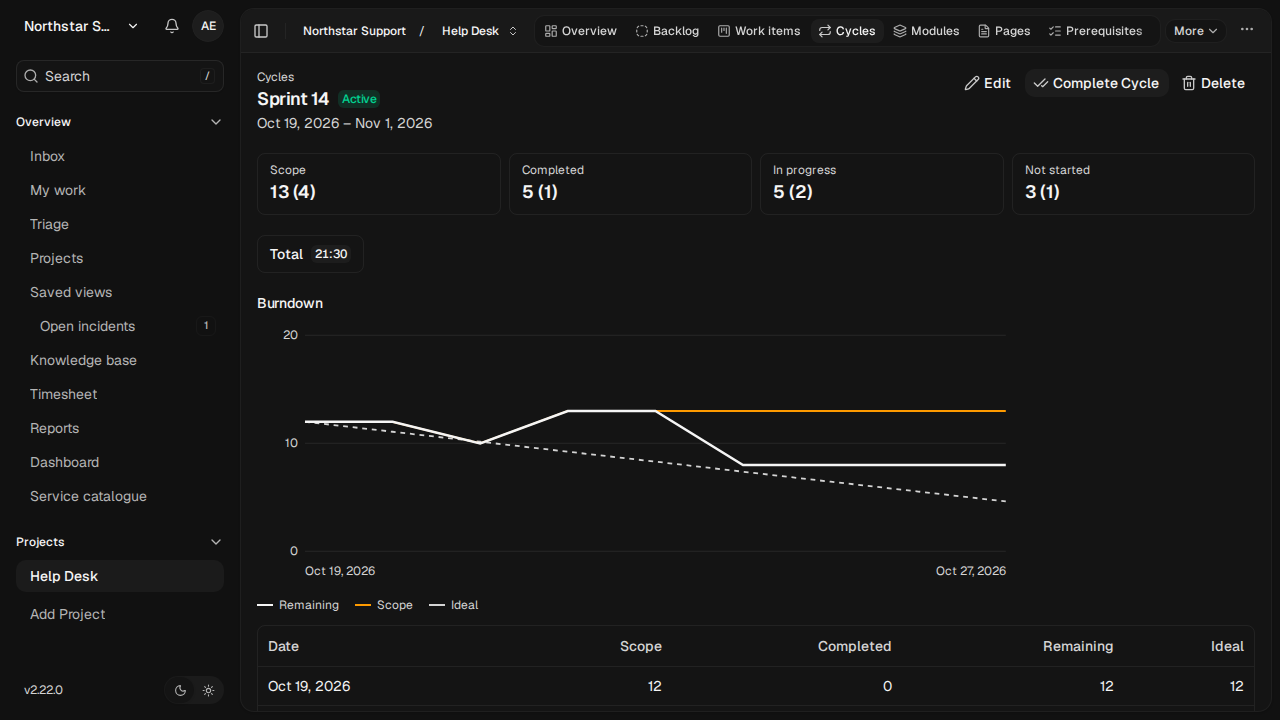 Northstar S...
AE
Search
/
Overview
Inbox
My work
Triage
Projects
Saved views
Open incidents
1
Knowledge base
Timesheet
Reports
Dashboard
Service catalogue
Projects
Help Desk
Add Project
v2.22.0
Northstar Support / Help Desk
Overview
Backlog
Work items
Cycles
Modules
Pages
Prerequisites
More
Cycles
Sprint 14 Active
Oct 19, 2026 – Nov 1, 2026
Edit
Complete Cycle
Delete
Scope
13 (4)
Completed
5 (1)
In progress
5 (2)
Not started
3 (1)
Total 21:30
Burndown
20
10
0
Oct 19, 2026
Oct 27, 2026
Remaining
Scope
Ideal
Date Scope Completed Remaining Ideal
Oct 19, 2026 12 0 12 12